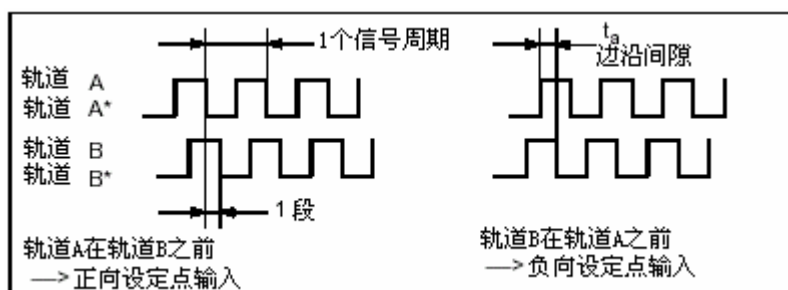 1个信号周期
tₐ
边沿间隙
轨道 A
轨道 A*
轨道 B
轨道 B*
1段
轨道A在轨道B之前
—>正向设定点输入
轨道B在轨道A之前
—>负向设定点输入